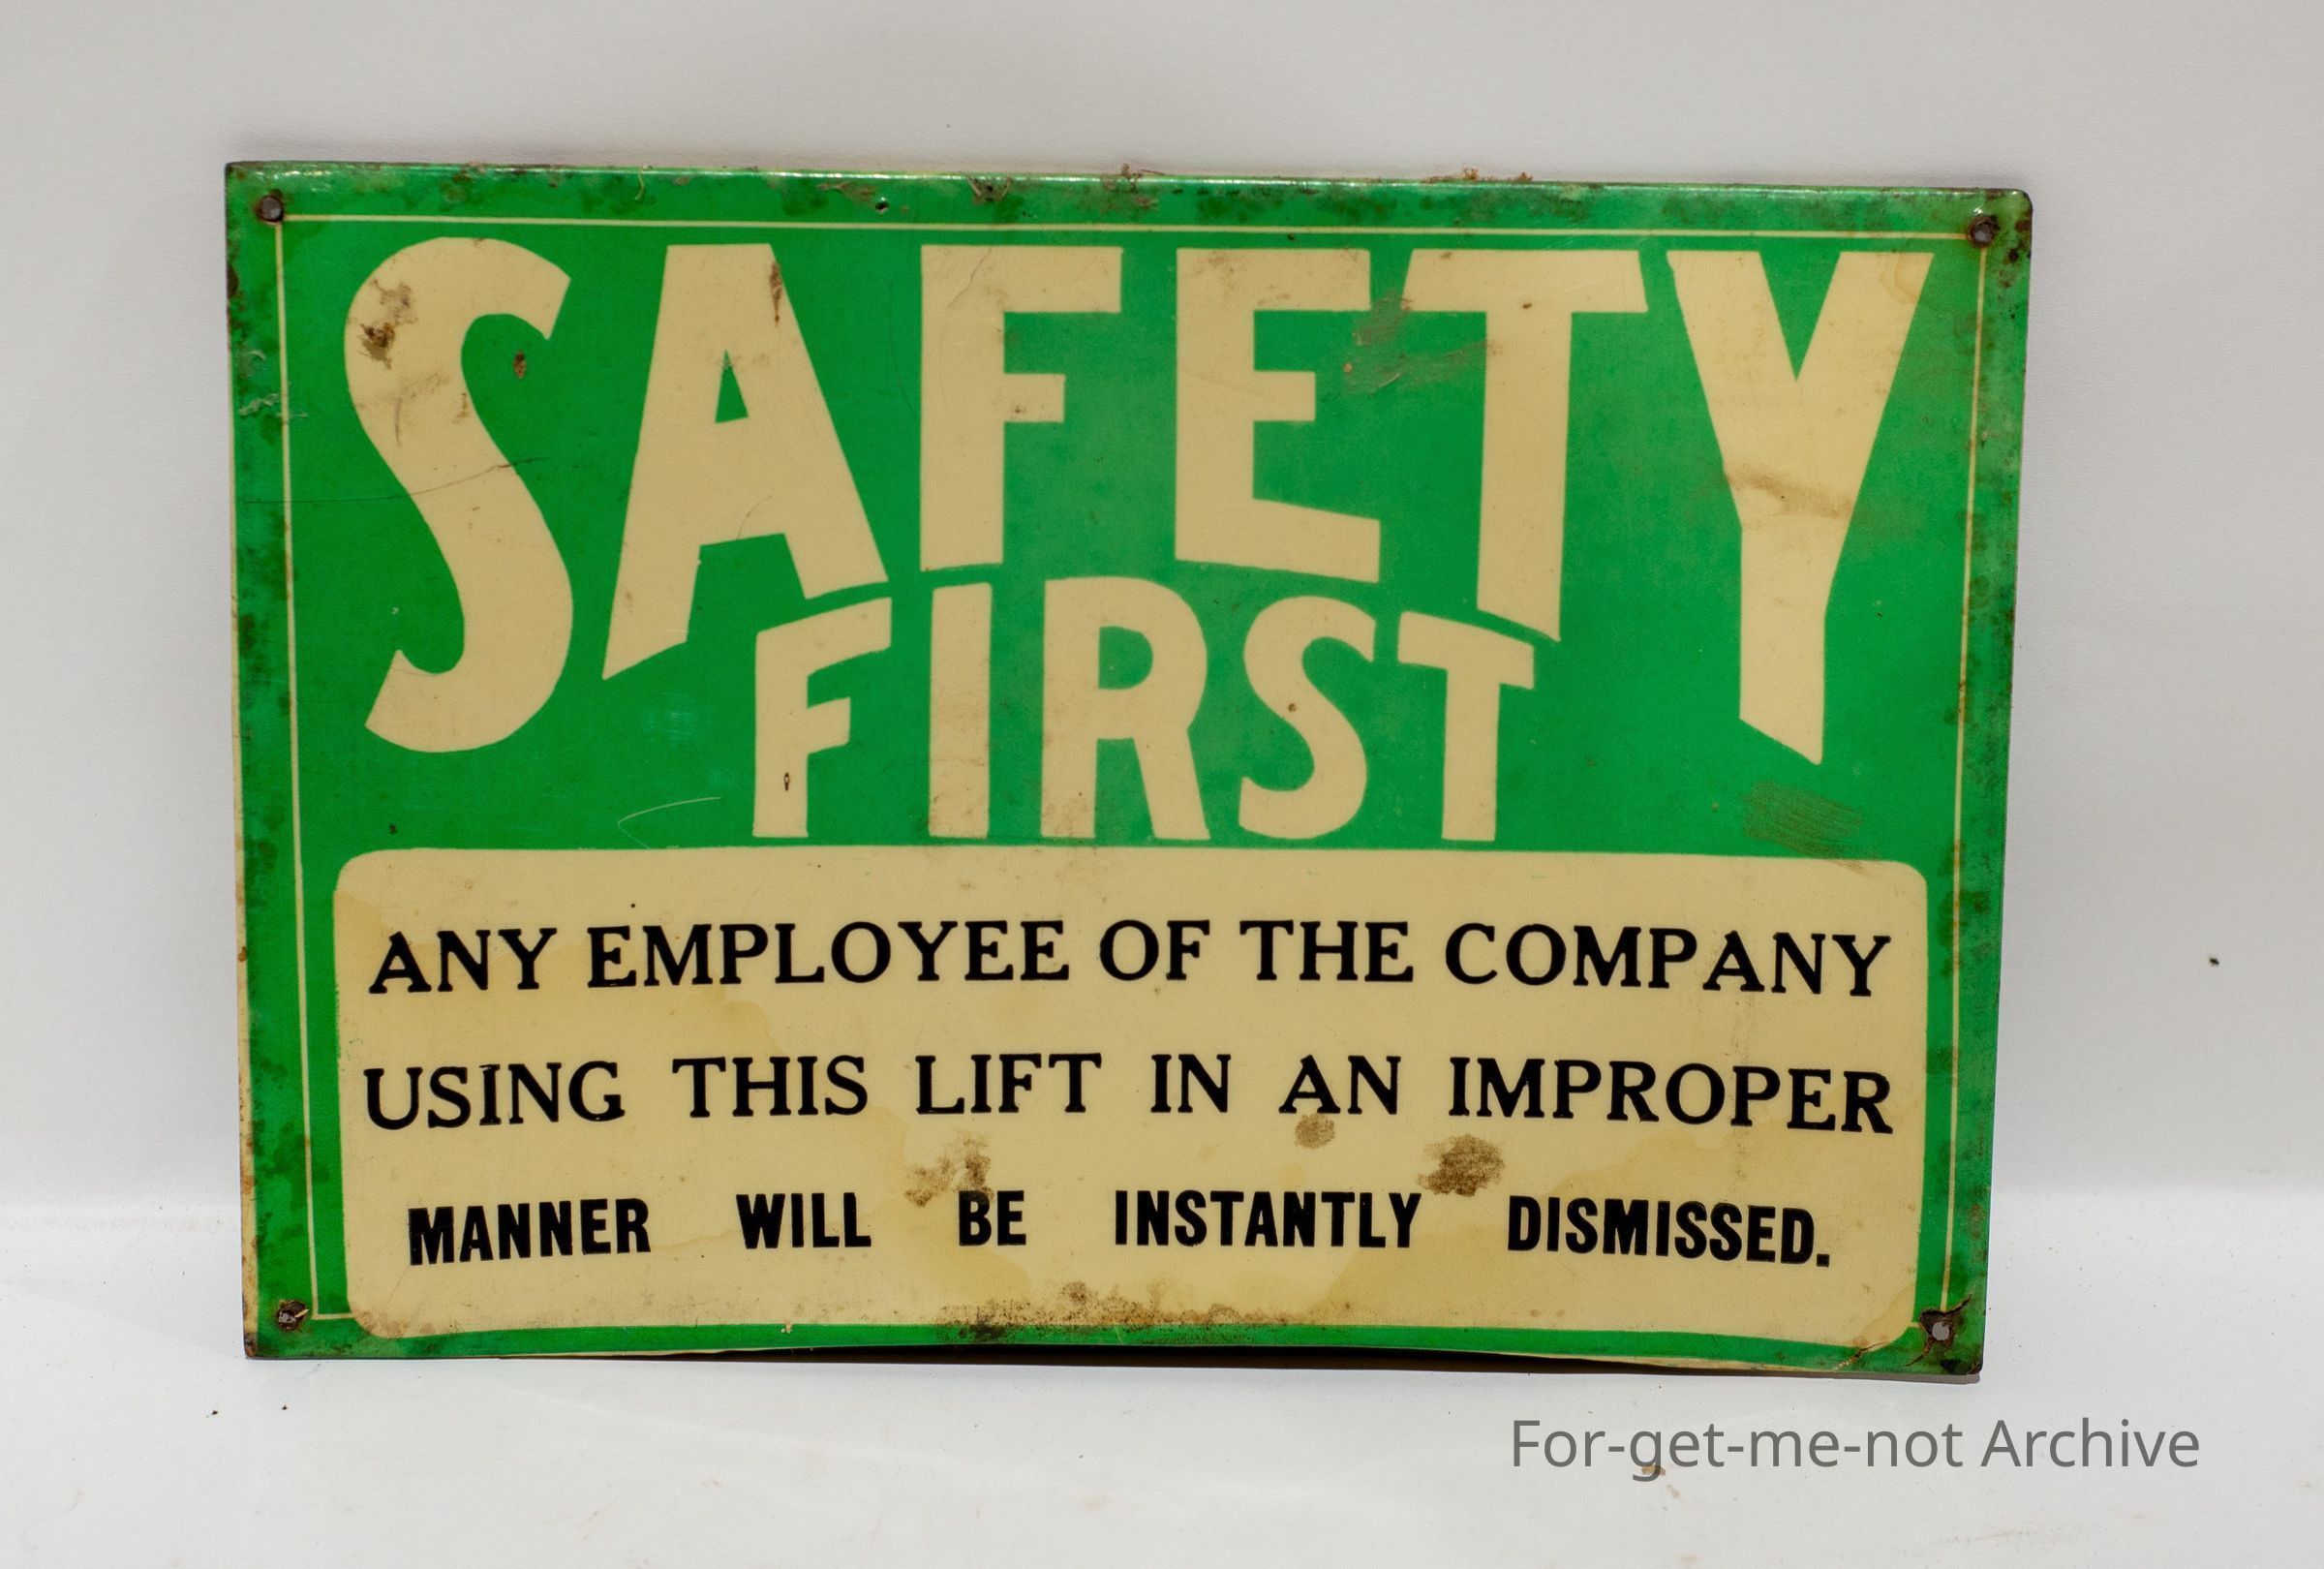 SAFETY
FIRST
ANY EMPLOYEE OF THE COMPANY
USING THIS LIFT IN AN IMPROPER
MANNER WILL BE INSTANTLY DISMISSED.
For-get-me-not Archive